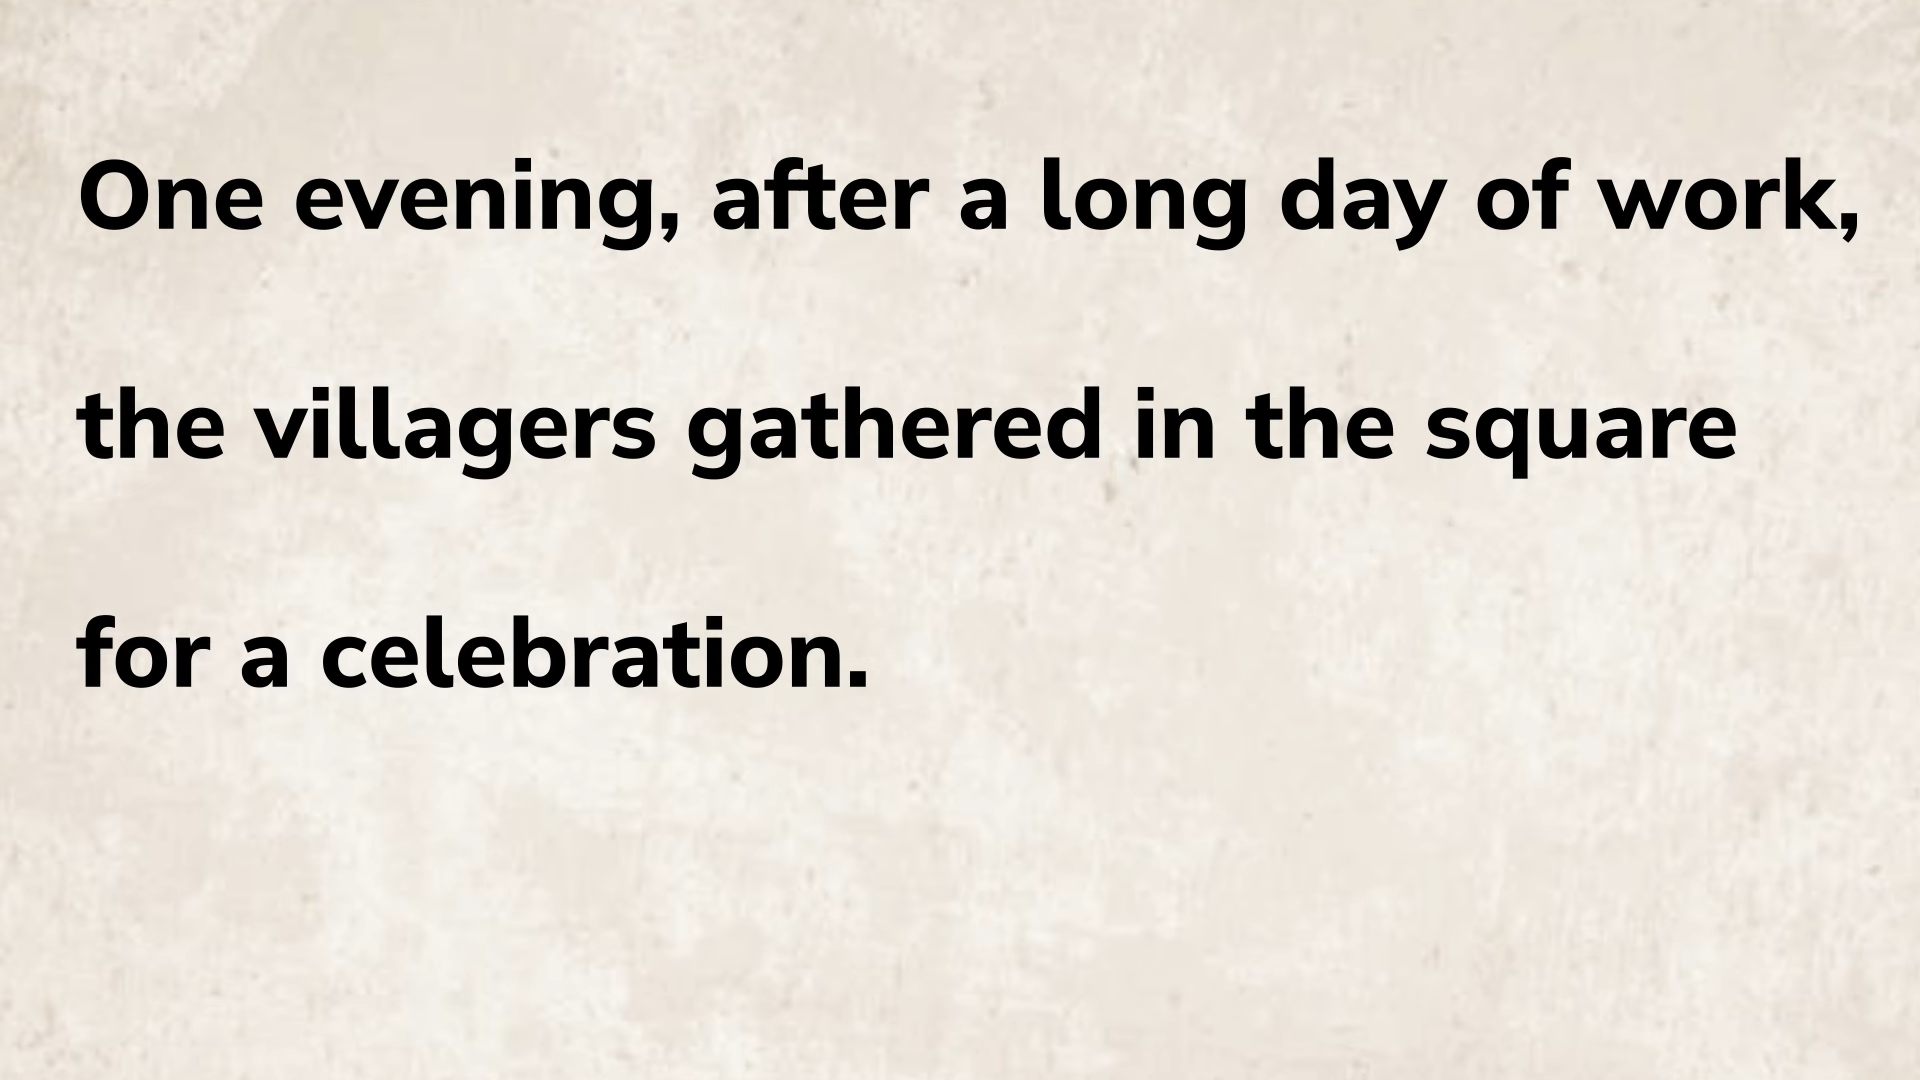 One evening, after a long day of work,
the villagers gathered in the square
for a celebration.